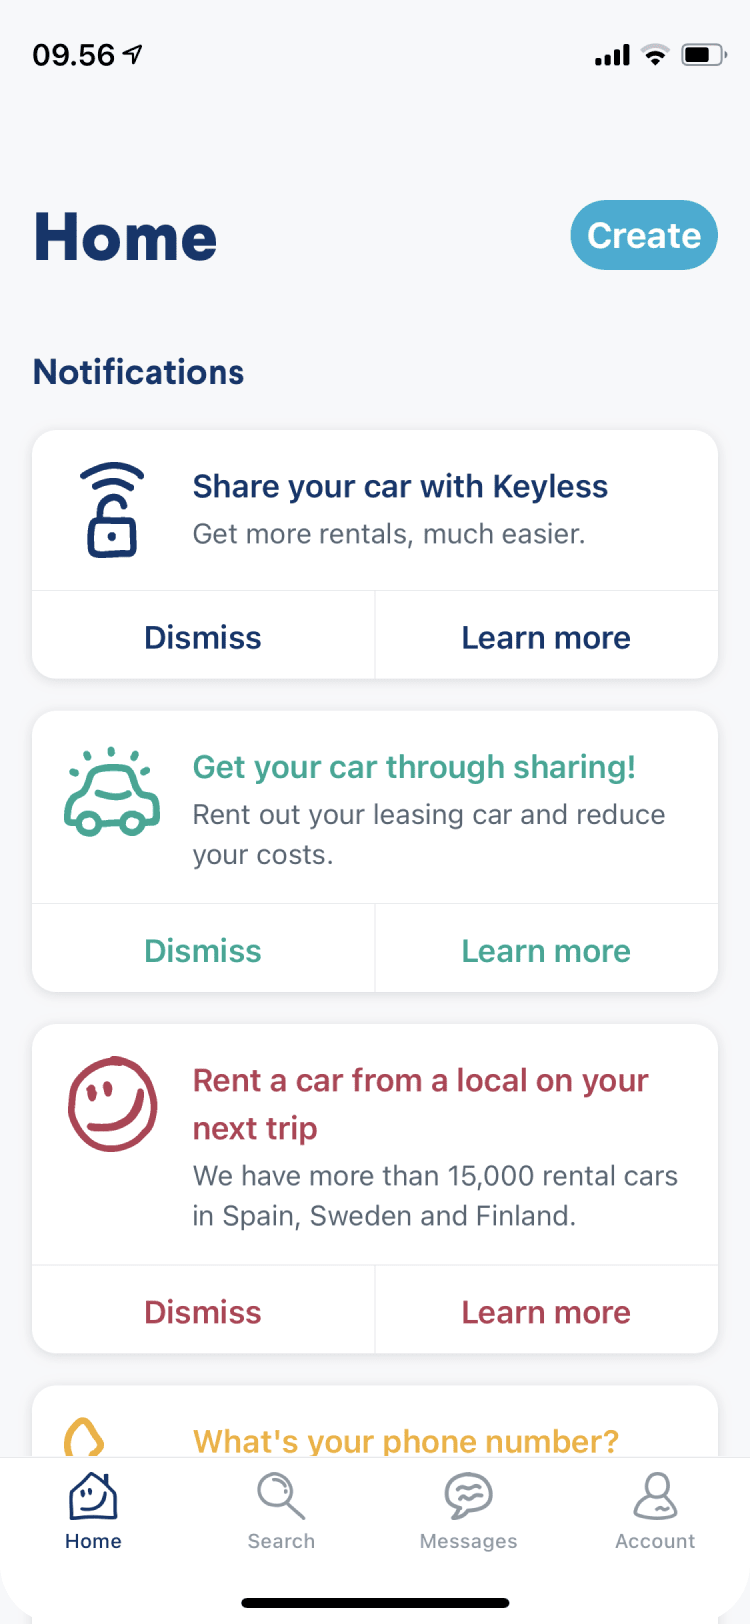 09.56
Home
Create
Notifications
Share your car with Keyless
Get more rentals, much easier.
Dismiss
Learn more
Get your car through sharing!
Rent out your leasing car and reduce
your costs.
Dismiss
Learn more
Rent a car from a local on your
next trip
We have more than 15,000 rental cars
in Spain, Sweden and Finland.
Dismiss
Learn more
What's your phone number?
Home
Search
Messages
Account